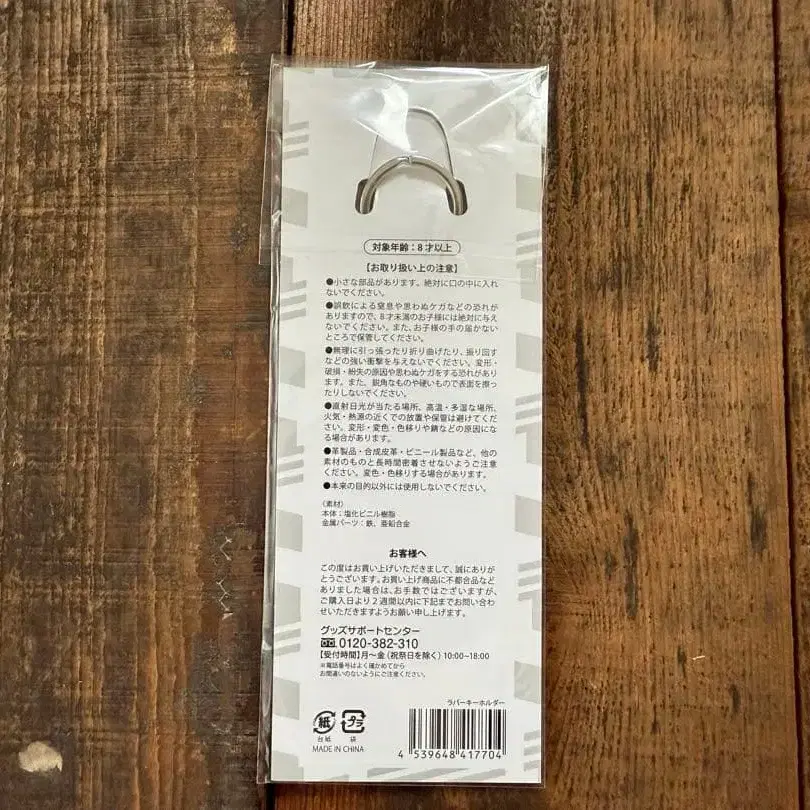 対象年齢：8才以上
【お取り扱い上の注意】
●小さな部品があります。絶対に口の中に入れ
ないでください。
●誤飲による窒息や思わぬケガなどの恐れが
ありますので、8才未満のお子様には絶対に与え
ないでください。また、お子様の手の届かない
ところで保管してください。
●無理に引っ張ったり折り曲げたり、振り回す
などの強い衝撃を与えないでください。変形・
破損・紛失の原因や思わぬケガをする恐れがあり
ます。また、鋭角なものや硬いもので表面を擦っ
たりしないでください。
●直射日光が当たる場所、高温・多湿な場所、
火気・熱源の近くでの放置や保管は避けてくだ
さい。変形・変色・色移りや錆などの原因にな
る場合があります。
●革製品・合成皮革・ビニール製品など、他の
素材のものと長時間密着させないようご注意
ください。変色・色移りする場合があります。
●本来の目的以外には使用しないでください。
〈素材〉
本体：塩化ビニル樹脂
金属パーツ：鉄、亜鉛合金
お客様へ
この度はお買い上げいただきまして、誠にありが
とうございます。お買い上げ商品に不都合品など
ありました場合は、お手数ではございますが、
ご購入日より2週間以内に下記までお問い合わ
せいただきますようお願い申し上げます。
グッズサポートセンター
0120-382-310
【受付時間】月〜金（祝祭日を除く）10:00~18:00
※電話番号はよく確かめてから
お間違いのないようにご注意ください。
ラバーキーホルダー
紙 プラ
台紙 袋
MADE IN CHINA
4 539648 417704